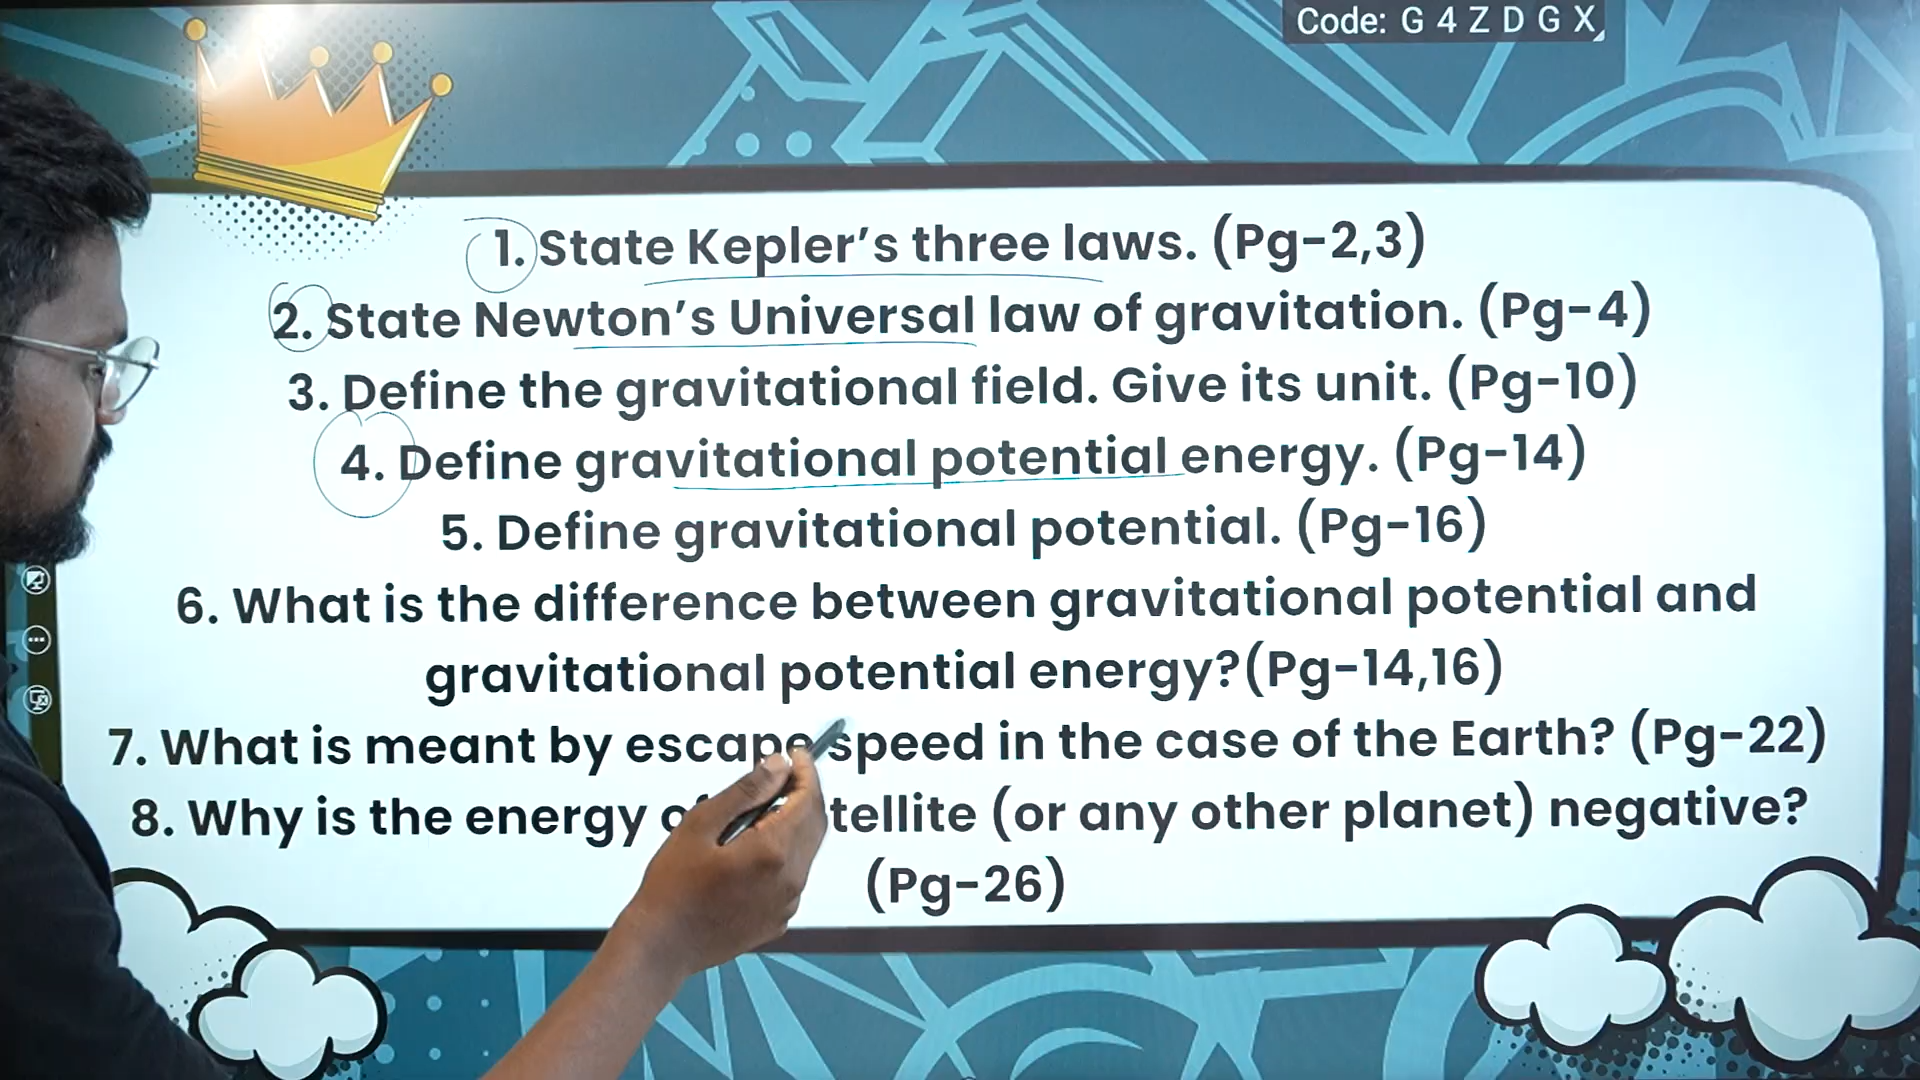 Code: G 4 Z D G X
1. State Kepler's three laws. (Pg-2,3)
2. State Newton's Universal law of gravitation. (Pg-4)
3. Define the gravitational field. Give its unit. (Pg-10)
4. Define gravitational potential energy. (Pg-14)
5. Define gravitational potential. (Pg-16)
6. What is the difference between gravitational potential and
gravitational potential energy?(Pg-14,16)
7. What is meant by escape speed in the case of the Earth? (Pg-22)
8. Why is the energy (or any other planet) negative?
(Pg-26)